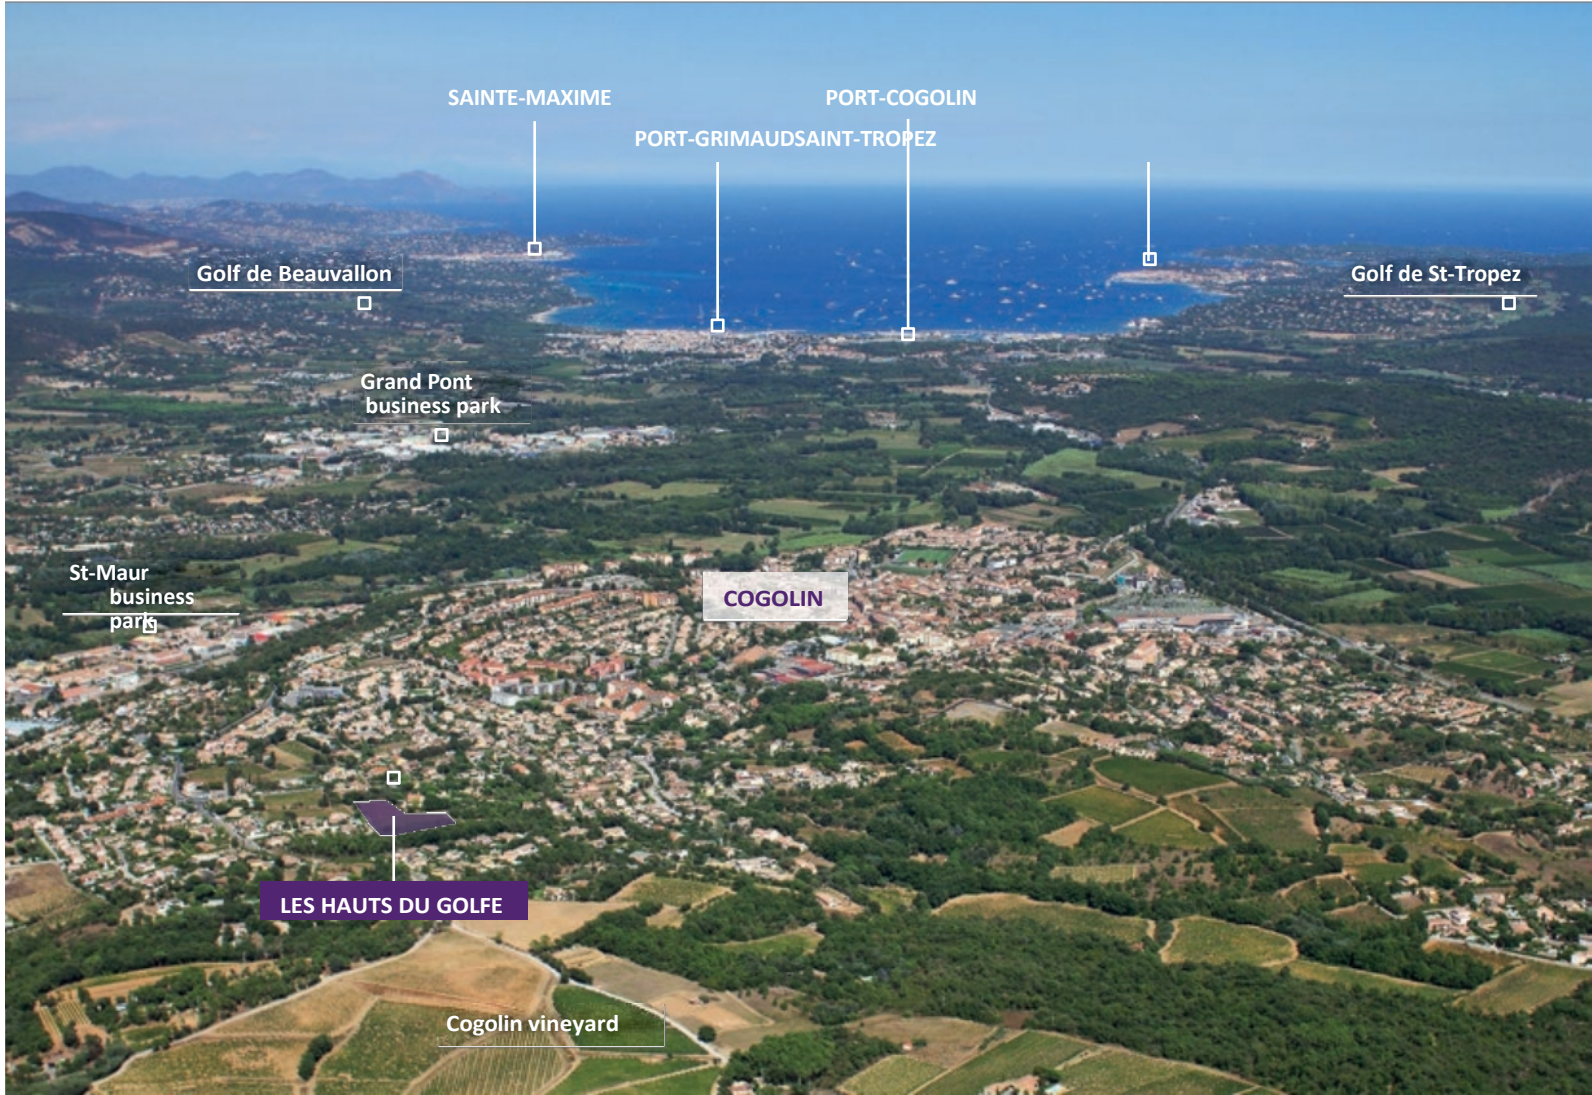 SAINTE-MAXIME
PORT-COGOLIN
PORT-GRIMAUDSAINT-TROPEZ
Golf de Beauvallon
Golf de St-Tropez
Grand Pont
business park
St-Maur
business
park
COGOLIN
LES HAUTS DU GOLFE
Cogolin vineyard